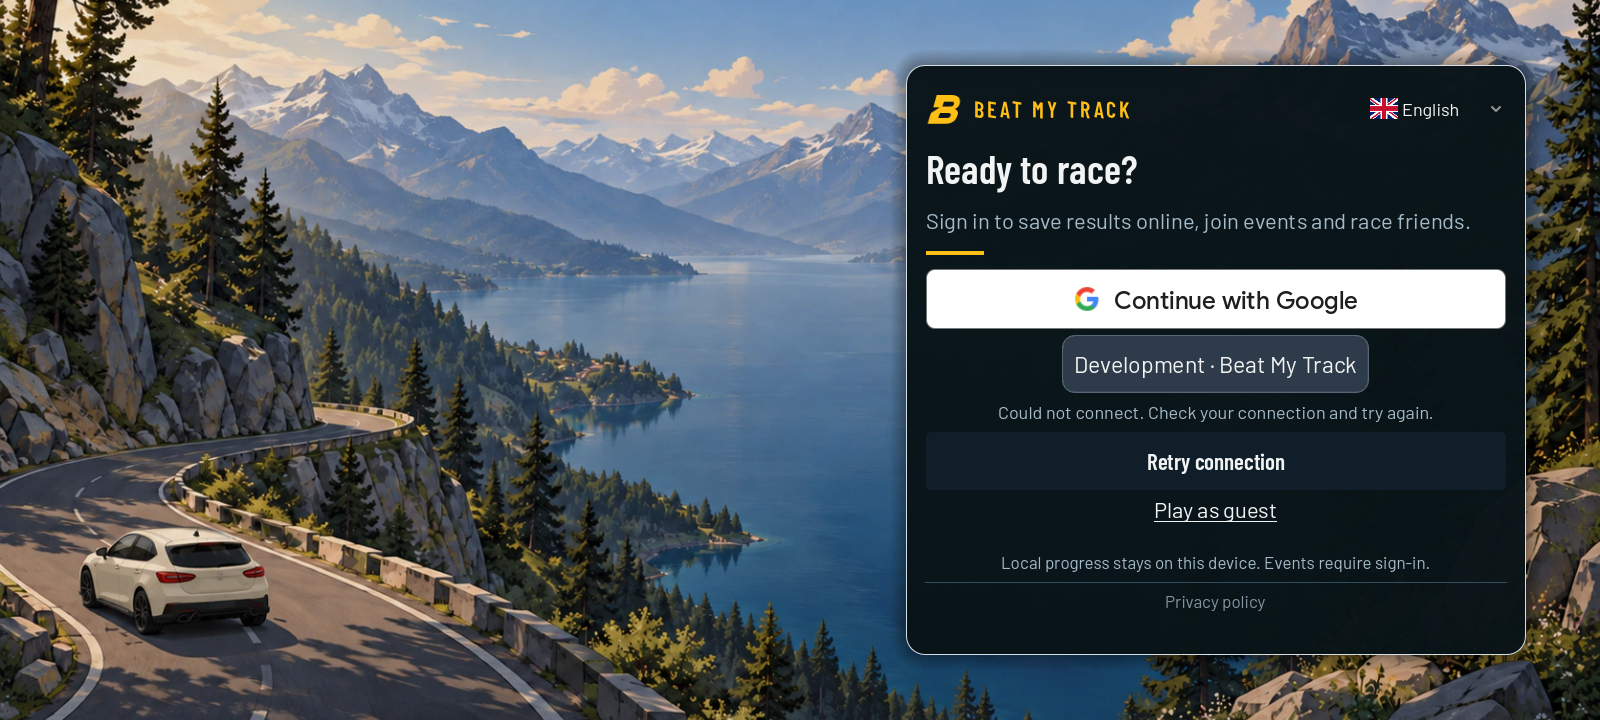 BEAT MY TRACK
English
Ready to race?
Sign in to save results online, join events and race friends.
Continue with Google
Development · Beat My Track
Could not connect. Check your connection and try again.
Retry connection
Play as guest
Local progress stays on this device. Events require sign-in.
Privacy policy